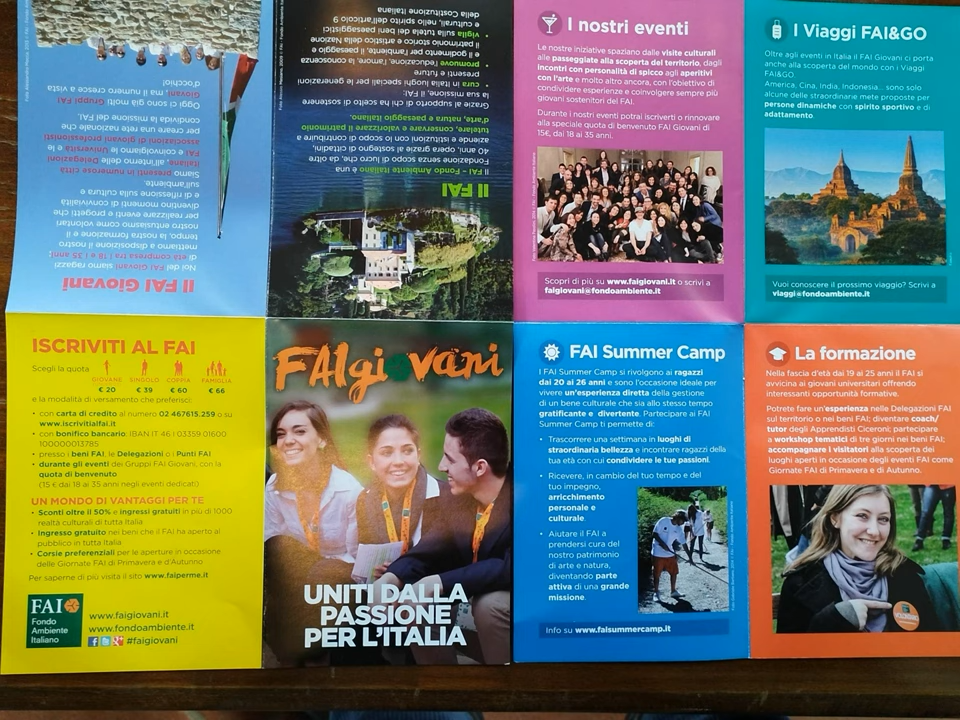 Il FAI Giovani
Noi del FAI Giovani siamo ragazzi
di età compresa tra i 18 e i 35 anni:
mettiamo a disposizione il nostro
tempo, la nostra formazione e il
nostro entusiasmo come volontari
per realizzare eventi e progetti che
diventino momenti di convivialità
e di riflessione sulla cultura e
sull'ambiente.
Siamo presenti in numerose città
italiane, all'interno delle Delegazioni
FAI e coinvolgiamo le Università e le
associazioni di giovani professionisti
per creare una rete nazionale che
condivida la missione del FAI.
Oggi ci sono già molti Gruppi FAI
Giovani, ma il numero cresce a vista
d'occhio!
Il FAI
Il FAI – Fondo Ambiente Italiano è una
Fondazione senza scopo di lucro che, da oltre
40 anni, opera grazie al sostegno di cittadini,
aziende e istituzioni con lo scopo di contribuire a
tutelare, conservare e valorizzare il patrimonio
d'arte, natura e paesaggio italiano.
Grazie al supporto di chi ha scelto di sostenere
la sua missione, il FAI:
• cura in Italia luoghi speciali per le generazioni
presenti e future
• promuove l'educazione, l'amore, la conoscenza
e il godimento per l'ambiente, il paesaggio e
il patrimonio storico e artistico della Nazione
• vigila sulla tutela dei beni paesaggistici
e culturali, nello spirito dell'articolo 9
della Costituzione Italiana
I nostri eventi
Le nostre iniziative spaziano dalle visite culturali
alle passeggiate alla scoperta del territorio, dagli
incontri con personalità di spicco agli aperitivi
con l'arte e molto altro ancora, con l'obiettivo di
condividere esperienze e coinvolgere sempre più
giovani sostenitori del FAI.
Durante i nostri eventi potrai iscriverti o rinnovare
alla speciale quota di benvenuto FAI Giovani di
15€, dai 18 ai 35 anni.
Scopri di più su www.faigiovani.it o scrivi a
faigiovani@fondoambiente.it
I Viaggi FAI&GO
Oltre agli eventi in Italia il FAI Giovani ci porta
anche alla scoperta del mondo con i Viaggi
FAI&GO.
America, Cina, India, Indonesia... sono solo
alcune delle straordinarie mete proposte per
persone dinamiche con spirito sportivo e di
adattamento.
Vuoi conoscere il prossimo viaggio? Scrivi a
viaggi@fondoambiente.it
ISCRIVITI AL FAI
Scegli la quota
GIOVANE SINGOLO COPPIA FAMIGLIA
€ 20 € 39 € 60 € 66
e la modalità di versamento che preferisci:
• con carta di credito al numero 02 467615.259 o su
www.iscrivitialfai.it
• con bonifico bancario: IBAN IT 46 I 03359 01600
100000013785
• presso i beni FAI, le Delegazioni o i Punti FAI
• durante gli eventi dei Gruppi FAI Giovani, con la
quota di benvenuto
(15 € dai 18 ai 35 anni negli eventi dedicati)
UN MONDO DI VANTAGGI PER TE
• Sconti oltre il 50% e ingressi gratuiti in più di 1000
realtà culturali di tutta Italia
• Ingresso gratuito nei beni che il FAI ha aperto al
pubblico in tutta Italia
• Corsie preferenziali per le aperture in occasione
delle Giornate FAI di Primavera e d'Autunno
Per saperne di più visita il sito www.faiperme.it
FAI
Fondo
Ambiente
Italiano
www.faigiovani.it
www.fondoambiente.it
#faigiovani
FAIgiovani
UNITI DALLA
PASSIONE
PER L'ITALIA
FAI Summer Camp
I FAI Summer Camp si rivolgono ai ragazzi
dai 20 ai 26 anni e sono l'occasione ideale per
vivere un'esperienza diretta della gestione
di un bene culturale che sia allo stesso tempo
gratificante e divertente. Partecipare ai FAI
Summer Camp ti permette di:
• Trascorrere una settimana in luoghi di
straordinaria bellezza e incontrare ragazzi della
tua età con cui condividere le tue passioni.
• Ricevere, in cambio del tuo tempo e del
tuo impegno,
arricchimento
personale e
culturale.
• Aiutare il FAI a
prendersi cura del
nostro patrimonio
di arte e natura,
diventando parte
attiva di una grande
missione.
Info su www.faisummercamp.it
La formazione
Nella fascia d'età dai 19 ai 25 anni il FAI si
avvicina ai giovani universitari offrendo
interessanti opportunità formative.
Potrete fare un'esperienza nelle Delegazioni FAI
sul territorio o nei beni FAI; diventare coach/
tutor degli Apprendisti Ciceroni; partecipare
a workshop tematici di tre giorni nei beni FAI;
accompagnare i visitatori alla scoperta dei
luoghi aperti in occasione degli eventi FAI come
Giornate FAI di Primavera e di Autunno.